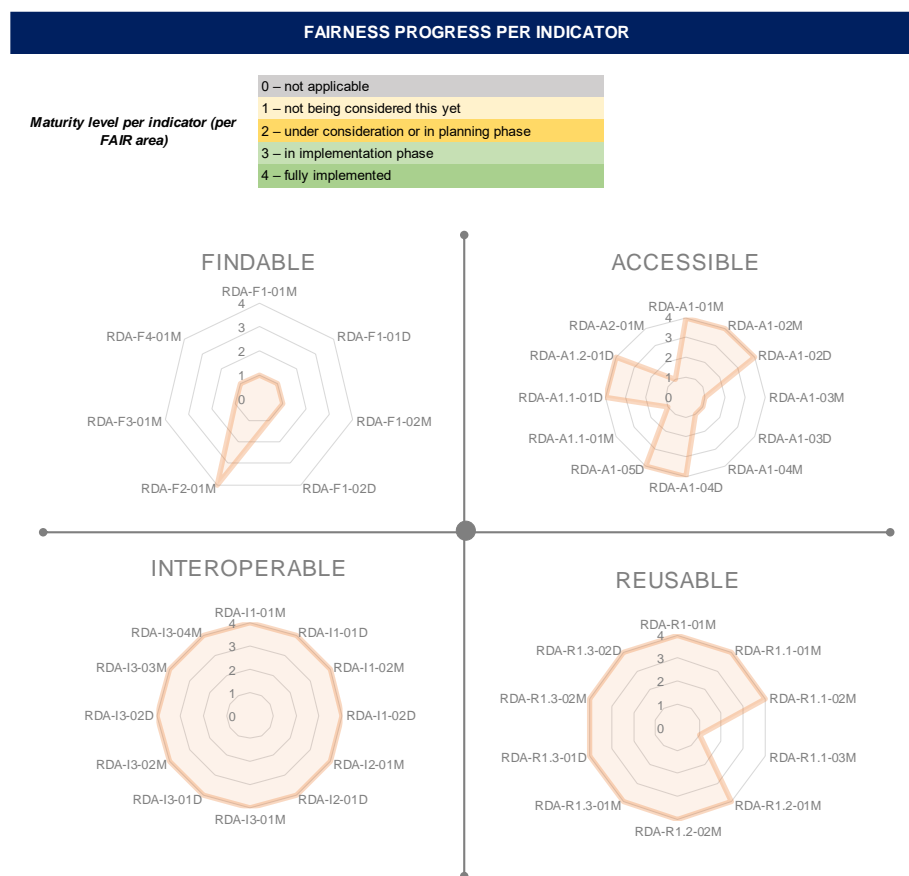 FAIRNESS PROGRESS PER INDICATOR
Maturity level per indicator (per
FAIR area)
0 – not applicable
1 – not being considered this yet
2 – under consideration or in planning phase
3 – in implementation phase
4 – fully implemented
FINDABLE
RDA-F1-01M
4
RDA-F4-01M
RDA-F1-01D
3
2
1
0
RDA-F3-01M
RDA-F1-02M
RDA-F2-01M
RDA-F1-02D
ACCESSIBLE
RDA-A1-01M
4
RDA-A2-01M
RDA-A1-02M
3
RDA-A1.2-01D
RDA-A1-02D
2
1
RDA-A1.1-01D
0
RDA-A1-03M
RDA-A1.1-01M
RDA-A1-03D
RDA-A1-05D
RDA-A1-04M
RDA-A1-04D
INTEROPERABLE
RDA-I1-01M
4
RDA-I3-04M
RDA-I1-01D
3
RDA-I3-03M
RDA-I1-02M
2
1
RDA-I3-02D
0
RDA-I1-02D
RDA-I3-02M
RDA-I2-01M
RDA-I3-01D
RDA-I2-01D
RDA-I3-01M
REUSABLE
RDA-R1-01M
4
RDA-R1.3-02D
RDA-R1.1-01M
3
2
RDA-R1.3-02M
RDA-R1.1-02M
1
0
RDA-R1.3-01D
RDA-R1.1-03M
RDA-R1.3-01M
RDA-R1.2-01M
RDA-R1.2-02M